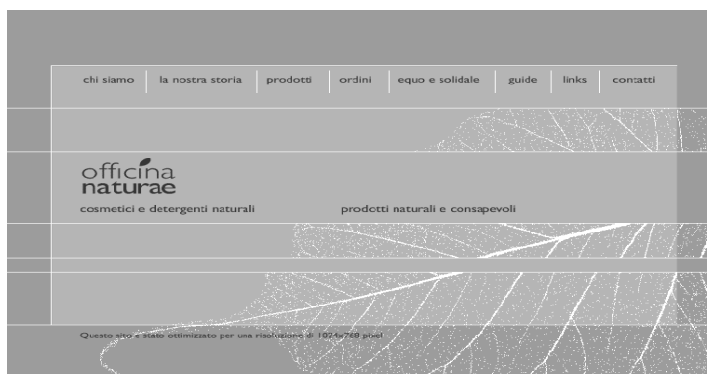 chi siamo la nostra storia prodotti ordini equo e solidale guide links contatti
officina
naturae
cosmetici e detergenti naturali prodotti naturali e consapevoli
Questo sito è stato ottimizzato per una risoluzione di 1024x768 pixel